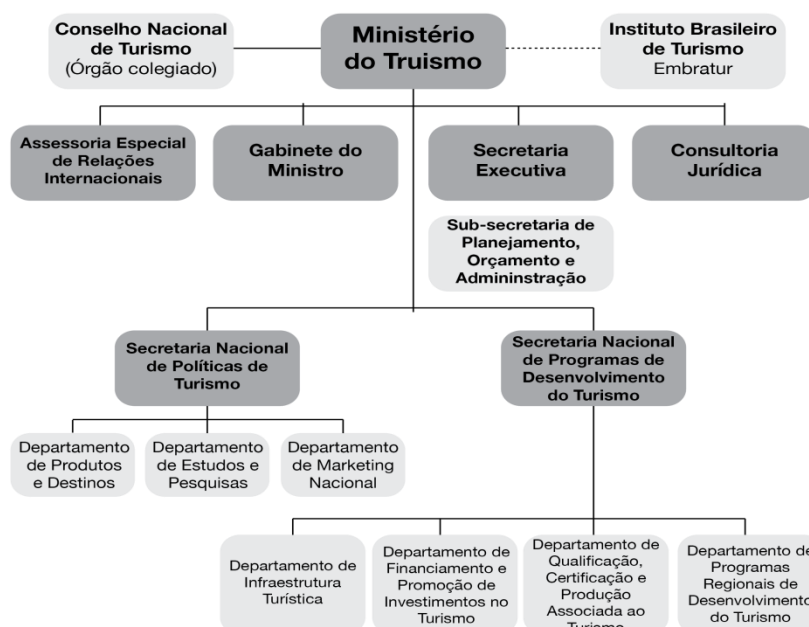 Conselho Nacional
de Turismo
(Órgão colegiado)
Ministério
do Truismo
Instituto Brasileiro
de Turismo
Embratur
Assessoria Especial
de Relações
Internacionais
Gabinete do
Ministro
Secretaria
Executiva
Consultoria
Jurídica
Sub-secretaria de
Planejamento,
Orçamento e
Admininstração
Secretaria Nacional
de Políticas de
Turismo
Secretaria Nacional
de Programas de
Desenvolvimento
do Turismo
Departamento
de Produtos
e Destinos
Departamento
de Estudos e
Pesquisas
Departamento
de Marketing
Nacional
Departamento de
Infraestrutura
Turística
Departamento de
Financiamento e
Promoção de
Investimentos no
Turismo
Departamento de
Qualificação,
Certificação e
Produção
Associada ao
Turismo
Departamento de
Programas
Regionais de
Desenvolvimento
do Turismo